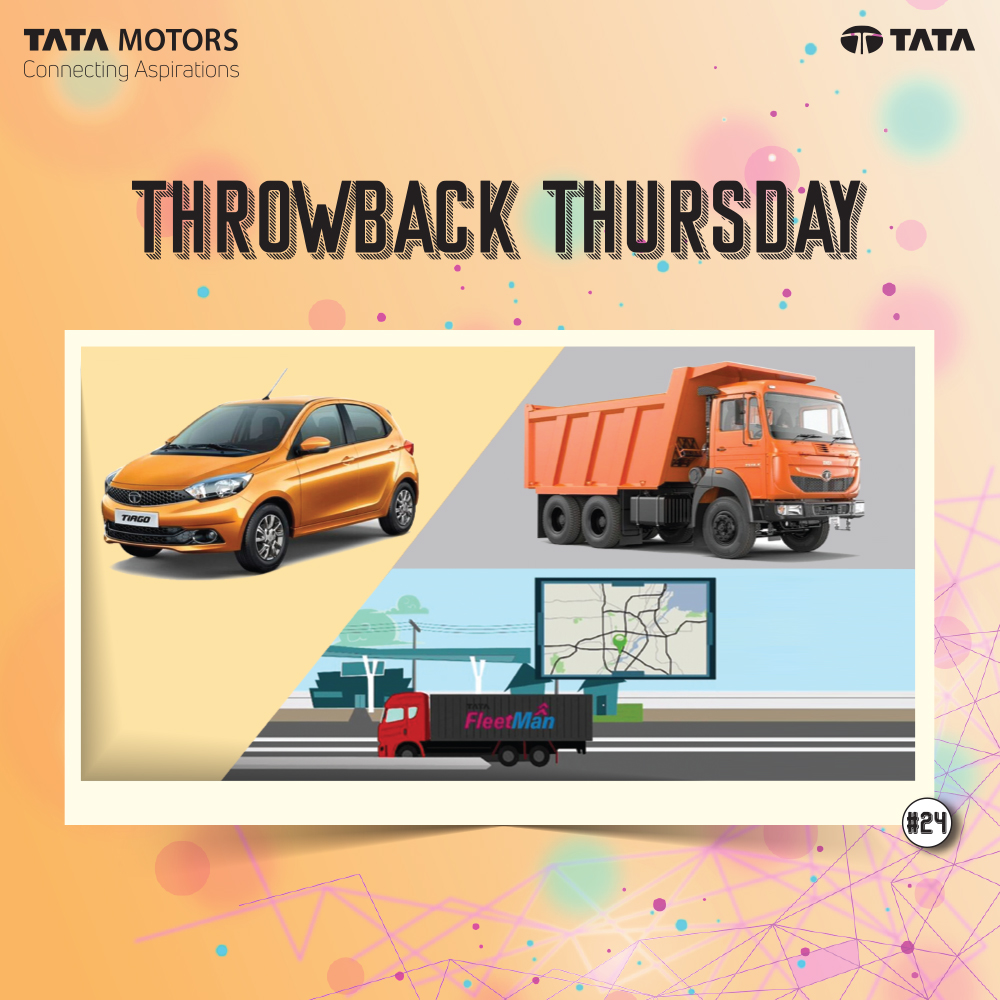 TATA MOTORS
Connecting Aspirations
TATA
THROWBACK THURSDAY
TIAGO
TATA
FleetMan
#24